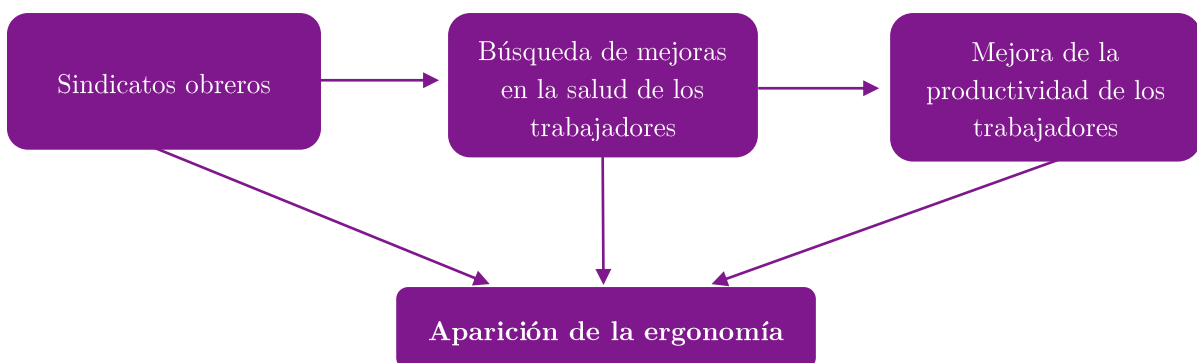 Sindicatos obreros
Búsqueda de mejoras
en la salud de los
trabajadores
Mejora de la
productividad de los
trabajadores
Aparición de la ergonomía